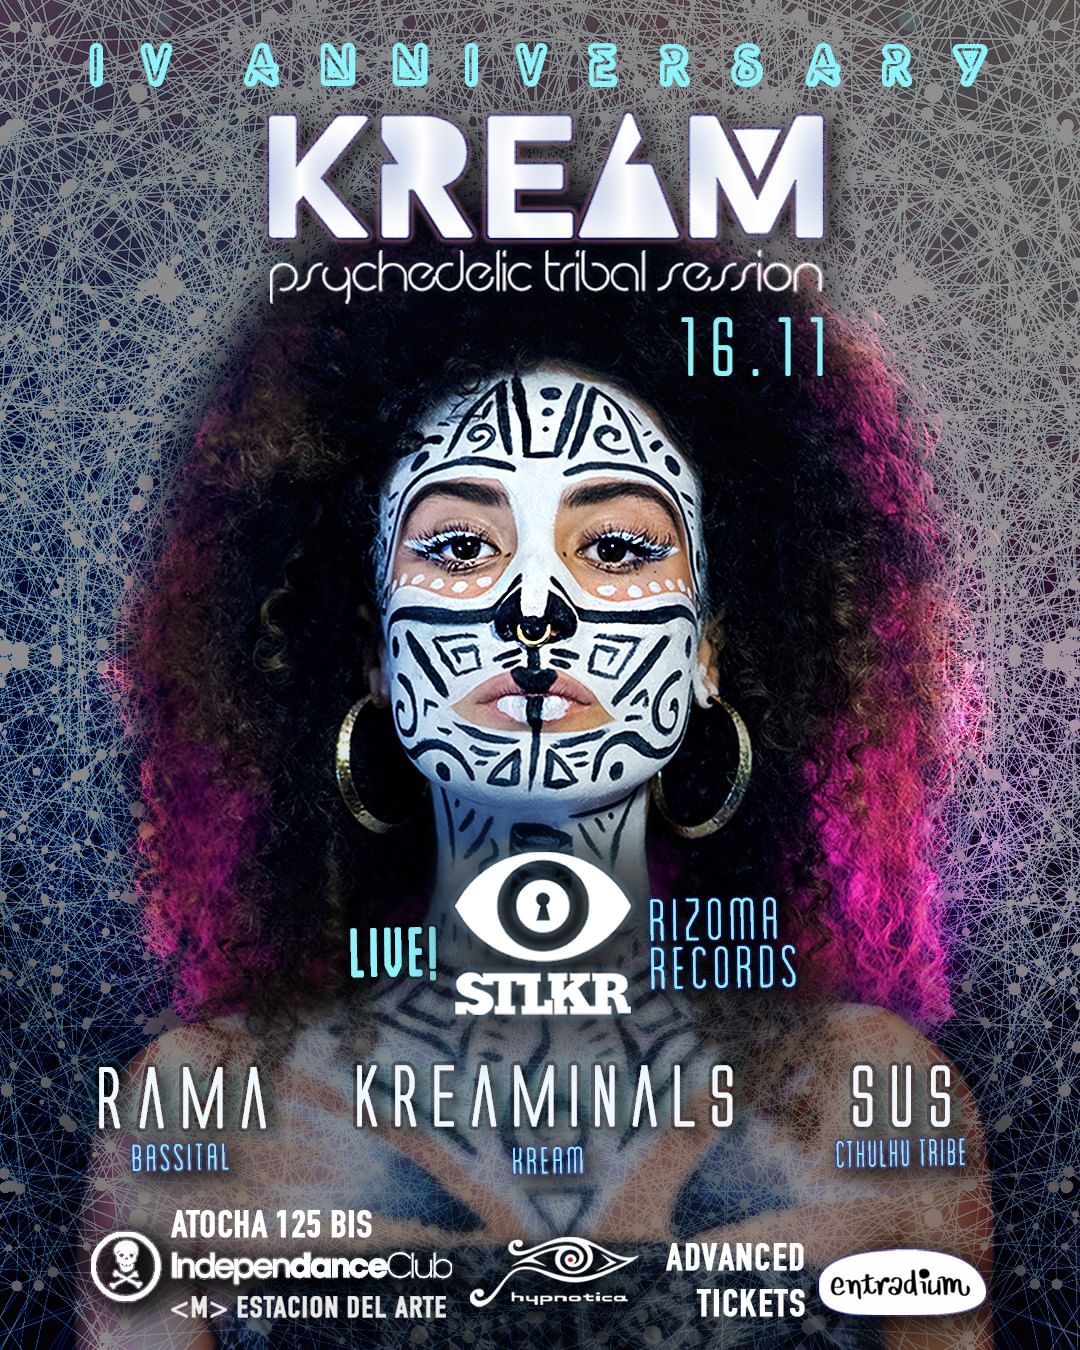 IV ANNIVERSARY
KREAM
psychedelic tribal session
16.11
LIVE!
STLKR
RIZOMA
RECORDS
RAMA
BASSITAL
KREAMINALS
KREAM
SUS
CTHULHU TRIBE
ATOCHA 125 BIS
IndependanceClub
<M> ESTACION DEL ARTE
hypnotica
ADVANCED
TICKETS
entradium